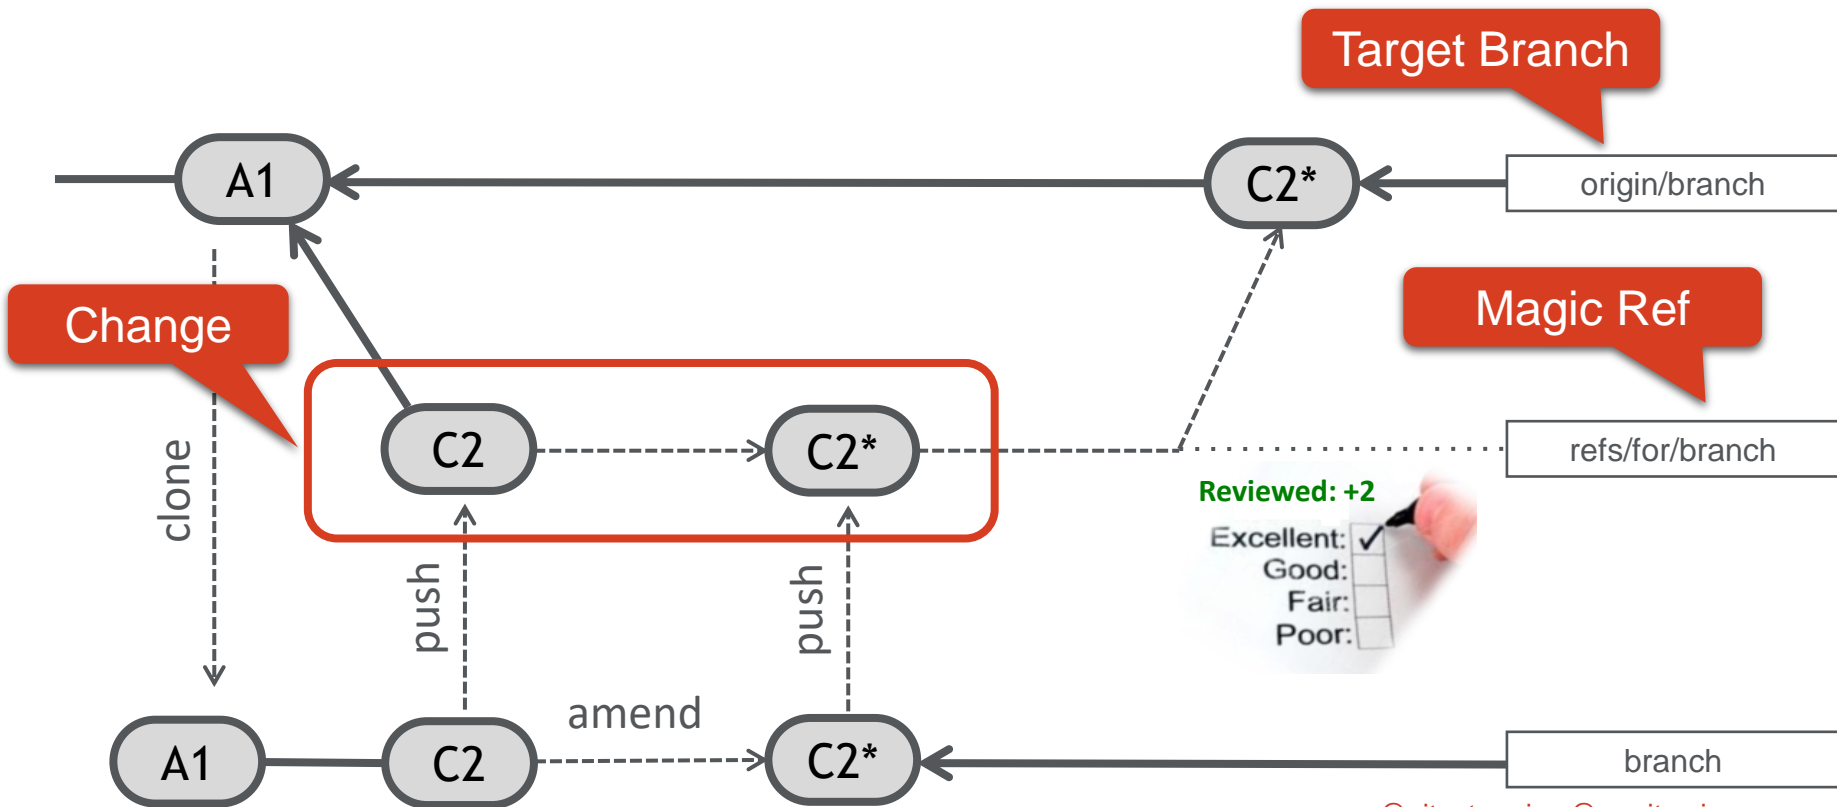 Target Branch
A1
C2*
origin/branch
Change
Magic Ref
clone
C2
C2*
refs/for/branch
Reviewed: +2
Excellent:
Good:
Fair:
Poor:
push
push
amend
A1
C2
C2*
branch